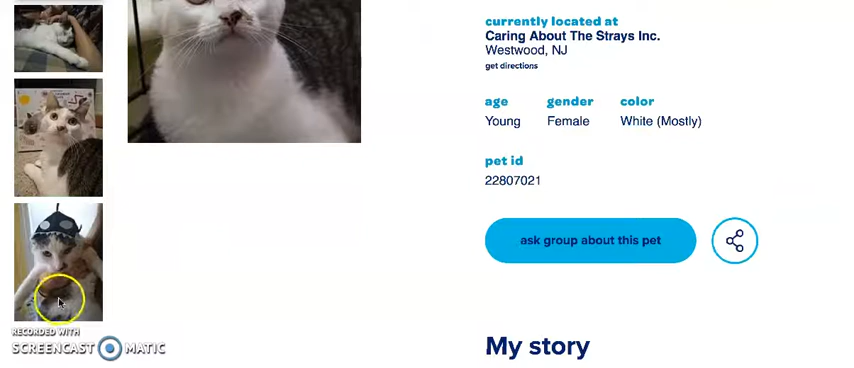 currently located at
Caring About The Strays Inc.
Westwood, NJ
get directions
age gender color
Young Female White (Mostly)
pet id
22807021
ask group about this pet
My story
RECORDED WITH
SCREENCAST MATIC